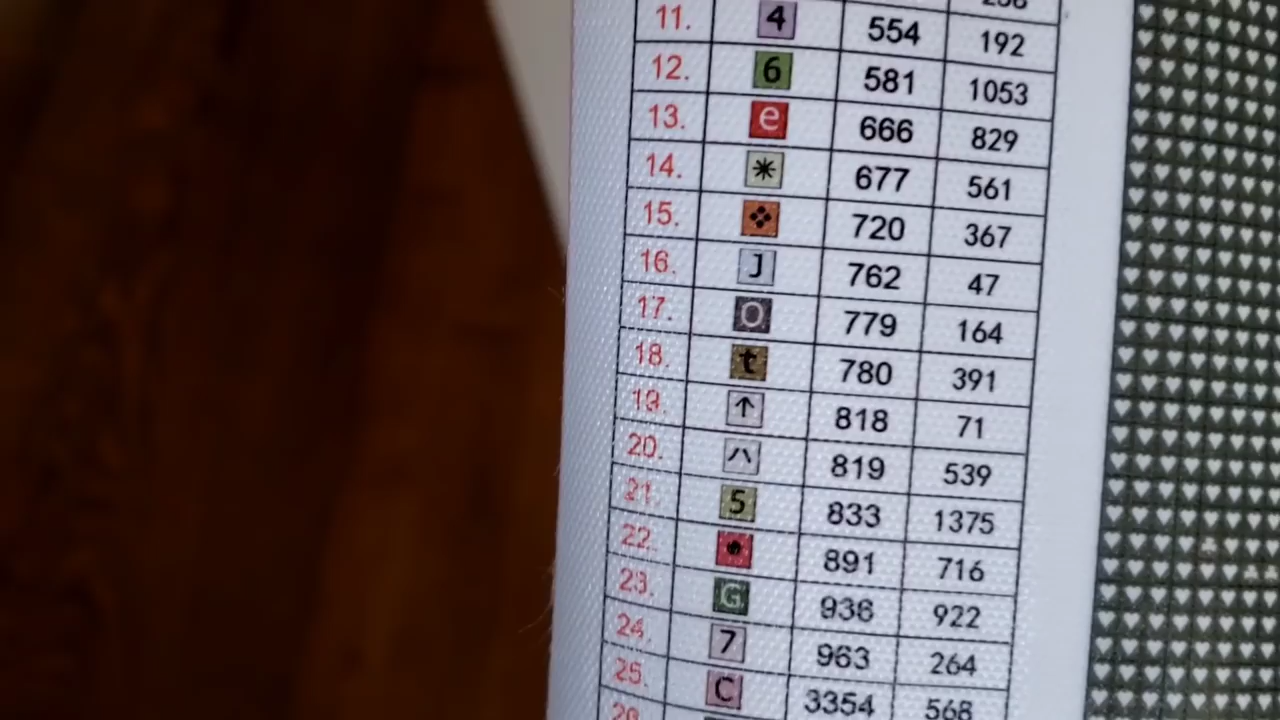 11. 4 554 192
12. 6 581 1053
13. e 666 829
14. 677 561
15. 720 367
16. J 762 47
17. O 779 164
18. t 780 391
19. ↑ 818 71
20. ハ 819 539
21. 5 833 1375
22. 891 716
23. G 936 922
24. 7 963 264
25. C 3354 568